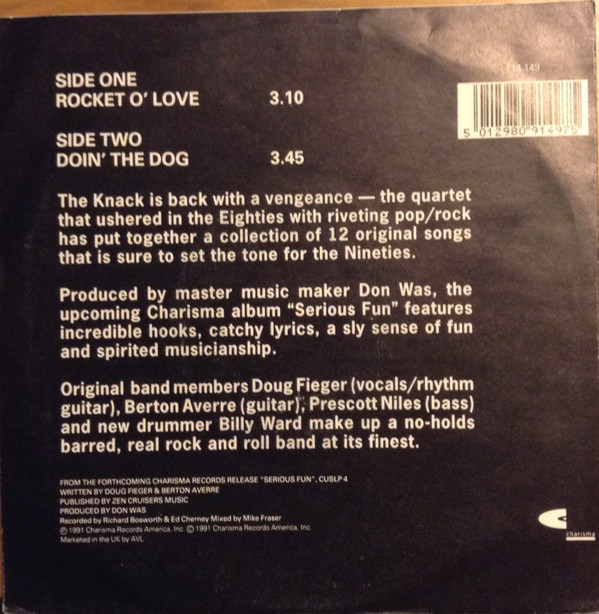 SIDE ONE
ROCKET O' LOVE 3.10
SIDE TWO
DOIN' THE DOG 3.45
149
5 012980 914975
The Knack is back with a vengeance — the quartet
that ushered in the Eighties with riveting pop/rock
has put together a collection of 12 original songs
that is sure to set the tone for the Nineties.
Produced by master music maker Don Was, the
upcoming Charisma album "Serious Fun" features
incredible hooks, catchy lyrics, a sly sense of fun
and spirited musicianship.
Original band members Doug Fieger (vocals/rhythm
guitar), Berton Averre (guitar), Prescott Niles (bass)
and new drummer Billy Ward make up a no-holds
barred, real rock and roll band at its finest.
FROM THE FORTHCOMING CHARISMA RECORDS RELEASE "SERIOUS FUN", CUSLP 4
WRITTEN BY DOUG FIEGER & BERTON AVERRE
PUBLISHED BY ZEN CRUISERS MUSIC
PRODUCED BY DON WAS
Recorded by Richard Bosworth & Ed Cherney Mixed by Mike Fraser
℗ 1991 Charisma Records America, Inc. © 1991 Charisma Records America, Inc.
Marketed in the UK by AVL
charisma